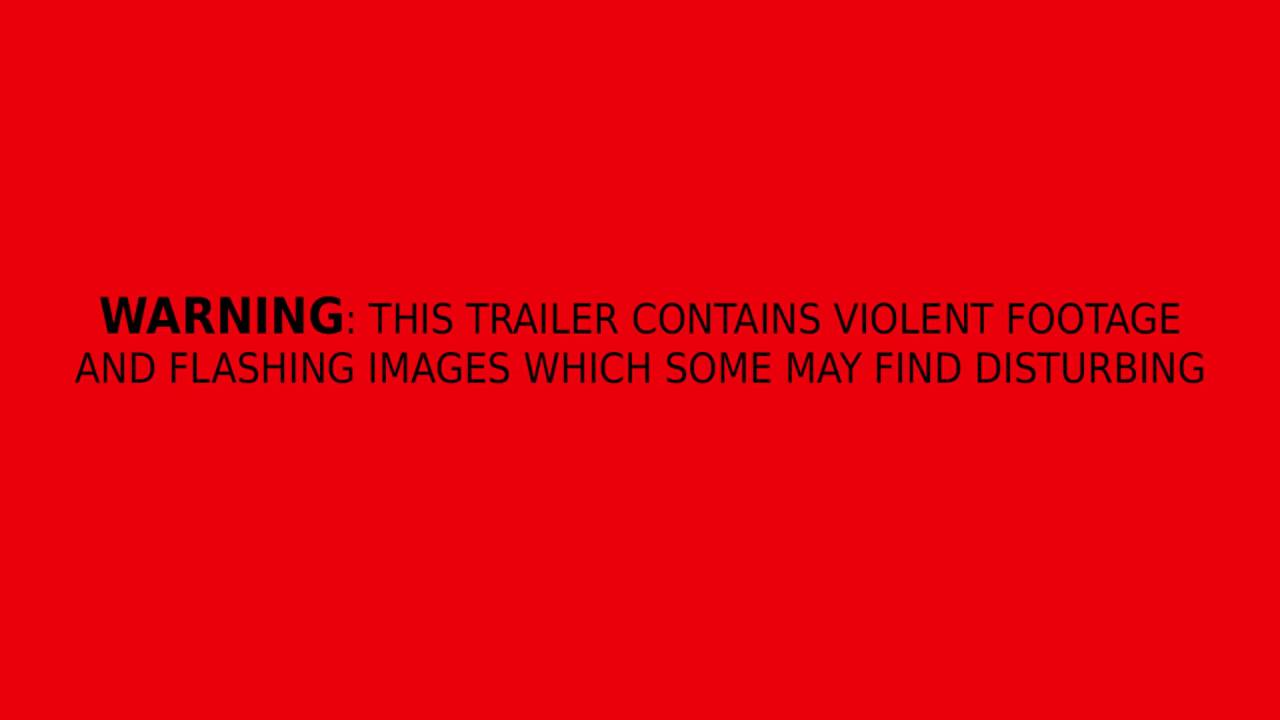 WARNING: THIS TRAILER CONTAINS VIOLENT FOOTAGE
AND FLASHING IMAGES WHICH SOME MAY FIND DISTURBING